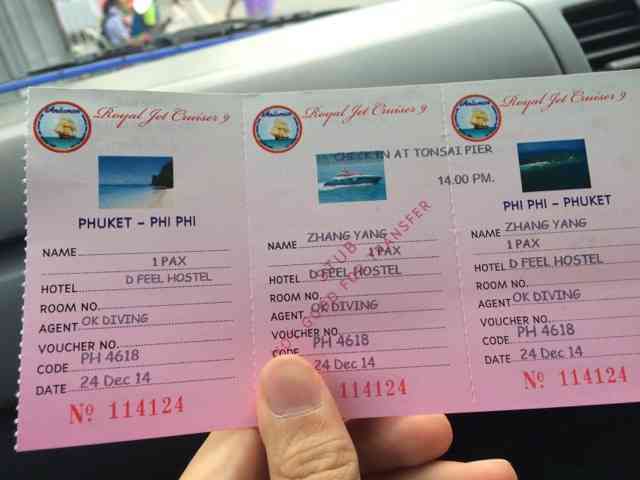 Royal Jet Cruiser 9
PHUKET - PHI PHI
NAME
1 PAX
HOTEL D FEEL HOSTEL
ROOM NO.
AGENT OK DIVING
VOUCHER NO.
CODE PH 4618
DATE 24 Dec 14
No 114124
Royal Jet Cruiser 9
CHECK IN AT TONSAI PIER
14.00 PM.
NAME ZHANG YANG
1 PAX
HOTEL D FEEL HOSTEL
ROOM NO.
AGENT OK DIVING
VOUCHER NO.
CODE PH 4618
24 Dec 14
114124
STUB
FOR TRANSFER
Royal Jet Cruiser 9
PHI PHI - PHUKET
NAME ZHANG YANG
1 PAX
HOTEL D FEEL HOSTEL
ROOM NO.
AGENT OK DIVING
VOUCHER NO.
CODE PH 4618
DATE 24 Dec 14
No 114124